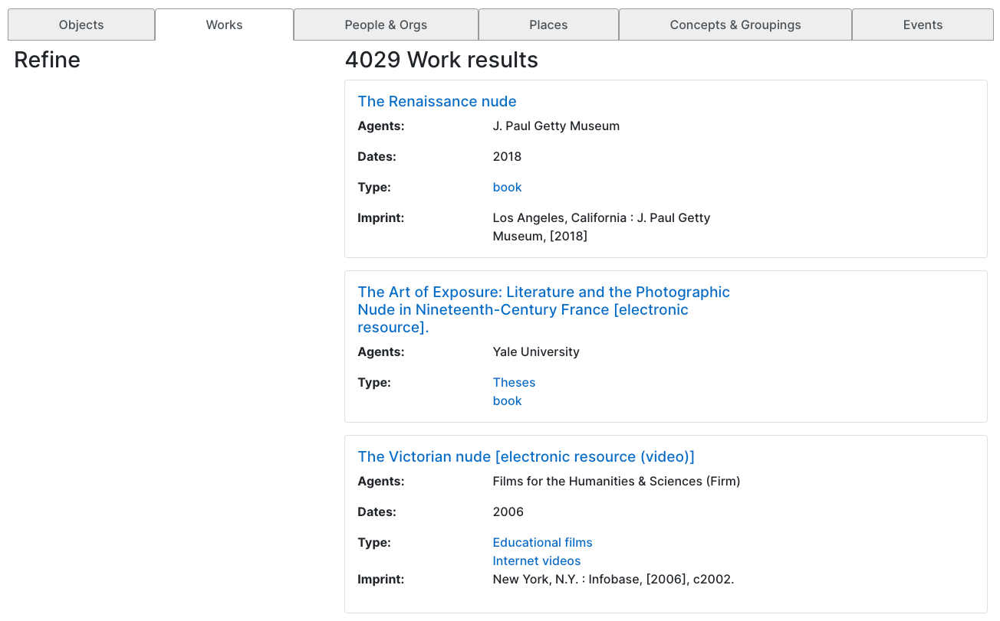 Objects
Works
People & Orgs
Places
Concepts & Groupings
Events
Refine
4029 Work results
The Renaissance nude
Agents: J. Paul Getty Museum
Dates: 2018
Type: book
Imprint: Los Angeles, California : J. Paul Getty
Museum, [2018]
The Art of Exposure: Literature and the Photographic
Nude in Nineteenth-Century France [electronic
resource].
Agents: Yale University
Type: Theses
book
The Victorian nude [electronic resource (video)]
Agents: Films for the Humanities & Sciences (Firm)
Dates: 2006
Type: Educational films
Internet videos
Imprint: New York, N.Y. : Infobase, [2006], c2002.